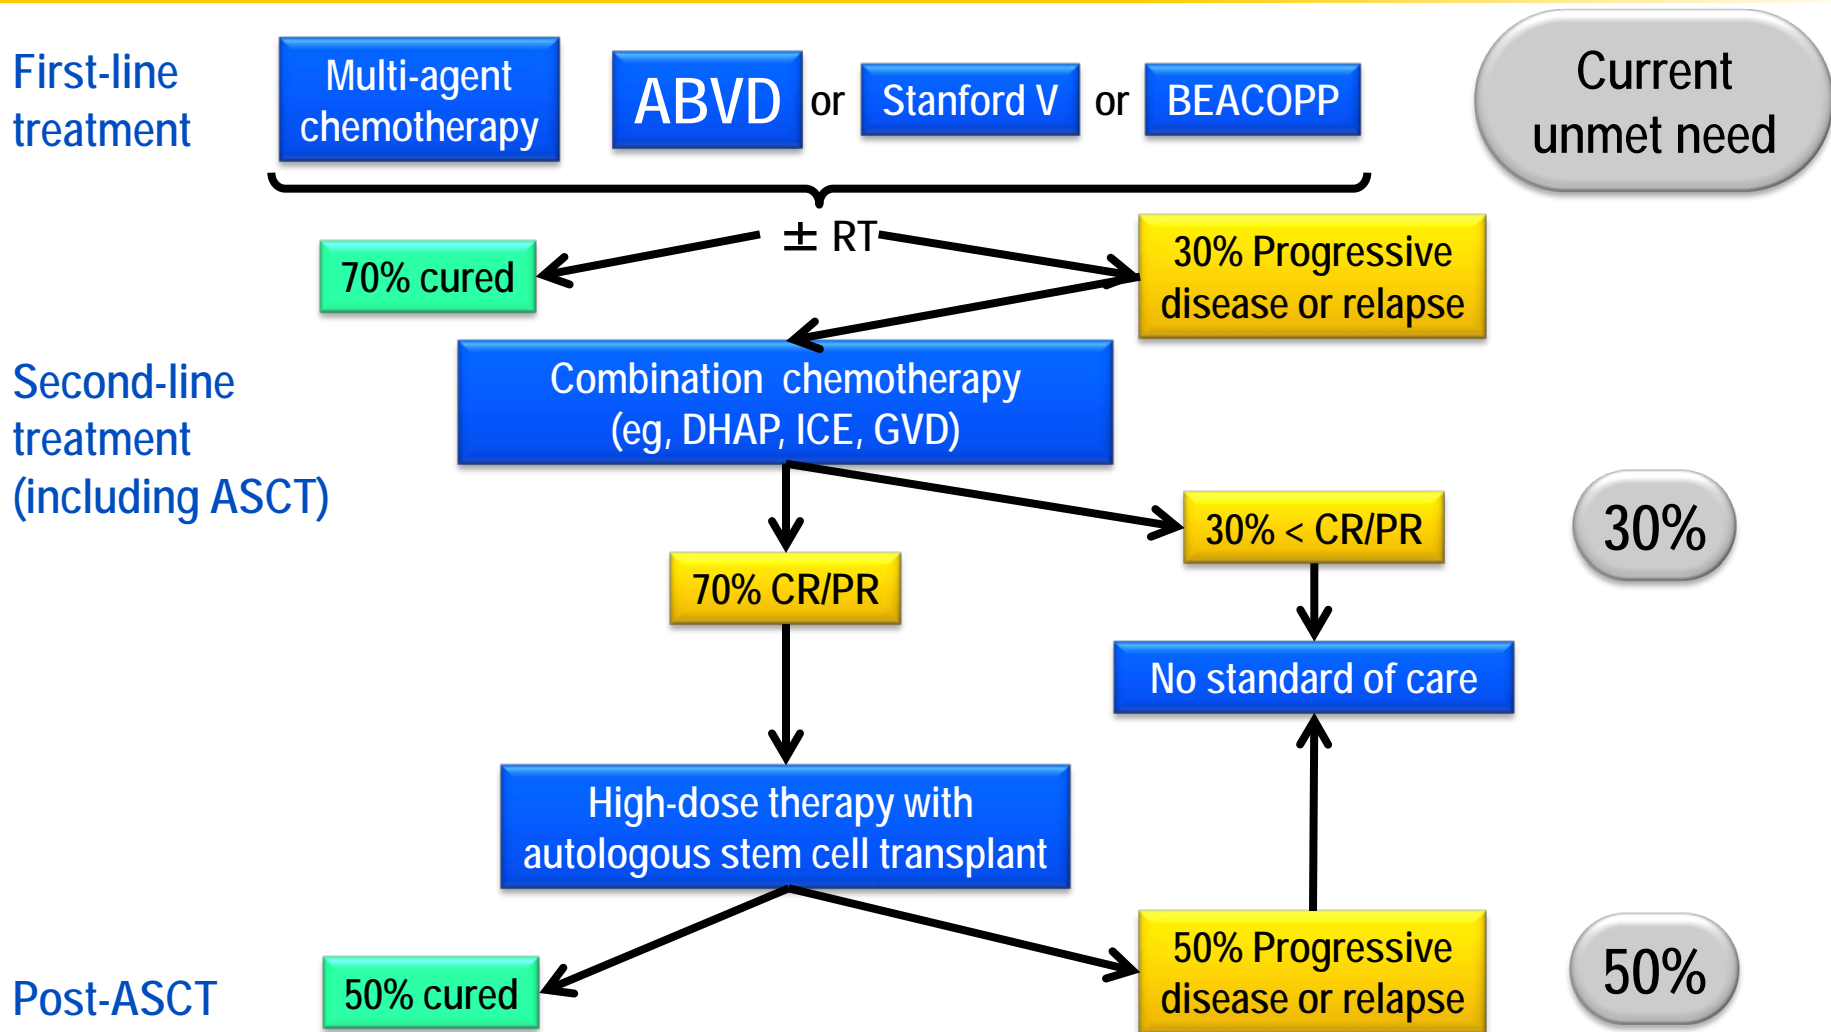 First-line
treatment
Multi-agent
chemotherapy
ABVD or Stanford V or BEACOPP
Current
unmet need
± RT
70% cured
30% Progressive
disease or relapse
Second-line
treatment
(including ASCT)
Combination chemotherapy
(eg, DHAP, ICE, GVD)
30% < CR/PR
30%
70% CR/PR
No standard of care
High-dose therapy with
autologous stem cell transplant
Post-ASCT
50% cured
50% Progressive
disease or relapse
50%